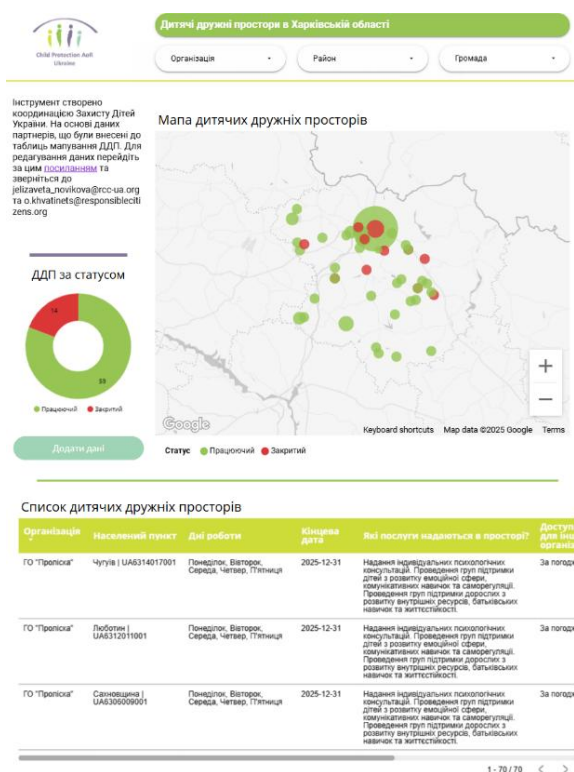 Child Protection AoR
Ukraine
Дитячі дружні простори в Харківській області
Організація
Район
Громада
Інструмент створено
координацією Захисту Дітей
України. На основі даних
партнерів, що були внесені до
таблиць мапування ДДП. Для
редагування даних перейдіть
за цим посиланням та
зверніться до
jelizaveta_novikova@rcc-ua.org
та o.khvatinets@responsibleciti
zens.org
Мапа дитячих дружніх просторів
ДДП за статусом
14
59
Працюючий Закритий
Додати дані
+
−
Google
Keyboard shortcuts Map data ©2025 Google Terms
Статус Працюючий Закритий
Список дитячих дружніх просторів
Організація Населений пункт Дні роботи Кінцева дата Які послуги надаються в просторі? Доступ для інш організ
ГО "Проліска" Чугуїв | UA6314017001 Понеділок, Вівторок, 2025-12-31 Надання індивідуальних психологічних За погодж
Середа, Четвер, П'ятниця консультацій. Проведення груп підтримки
дітей з розвитку емоційної сфери,
комунікативних навичок та саморегуляції.
Проведення груп підтримки дорослих з
розвитку внутрішніх ресурсів, батьківських
навичок та життєстійкості.
ГО "Проліска" Люботин | Понеділок, Вівторок, 2025-12-31 Надання індивідуальних психологічних За погодж
UA6312011001 Середа, Четвер, П'ятниця консультацій. Проведення груп підтримки
дітей з розвитку емоційної сфери,
комунікативних навичок та саморегуляції.
Проведення груп підтримки дорослих з
розвитку внутрішніх ресурсів, батьківських
навичок та життєстійкості.
ГО "Проліска" Сахновщина | Понеділок, Вівторок, 2025-12-31 Надання індивідуальних психологічних За погодж
UA6306009001 Середа, Четвер, П'ятниця консультацій. Проведення груп підтримки
дітей з розвитку емоційної сфери,
комунікативних навичок та саморегуляції.
Проведення груп підтримки дорослих з
розвитку внутрішніх ресурсів, батьківських
навичок та життєстійкості.
1 - 70 / 70 < >